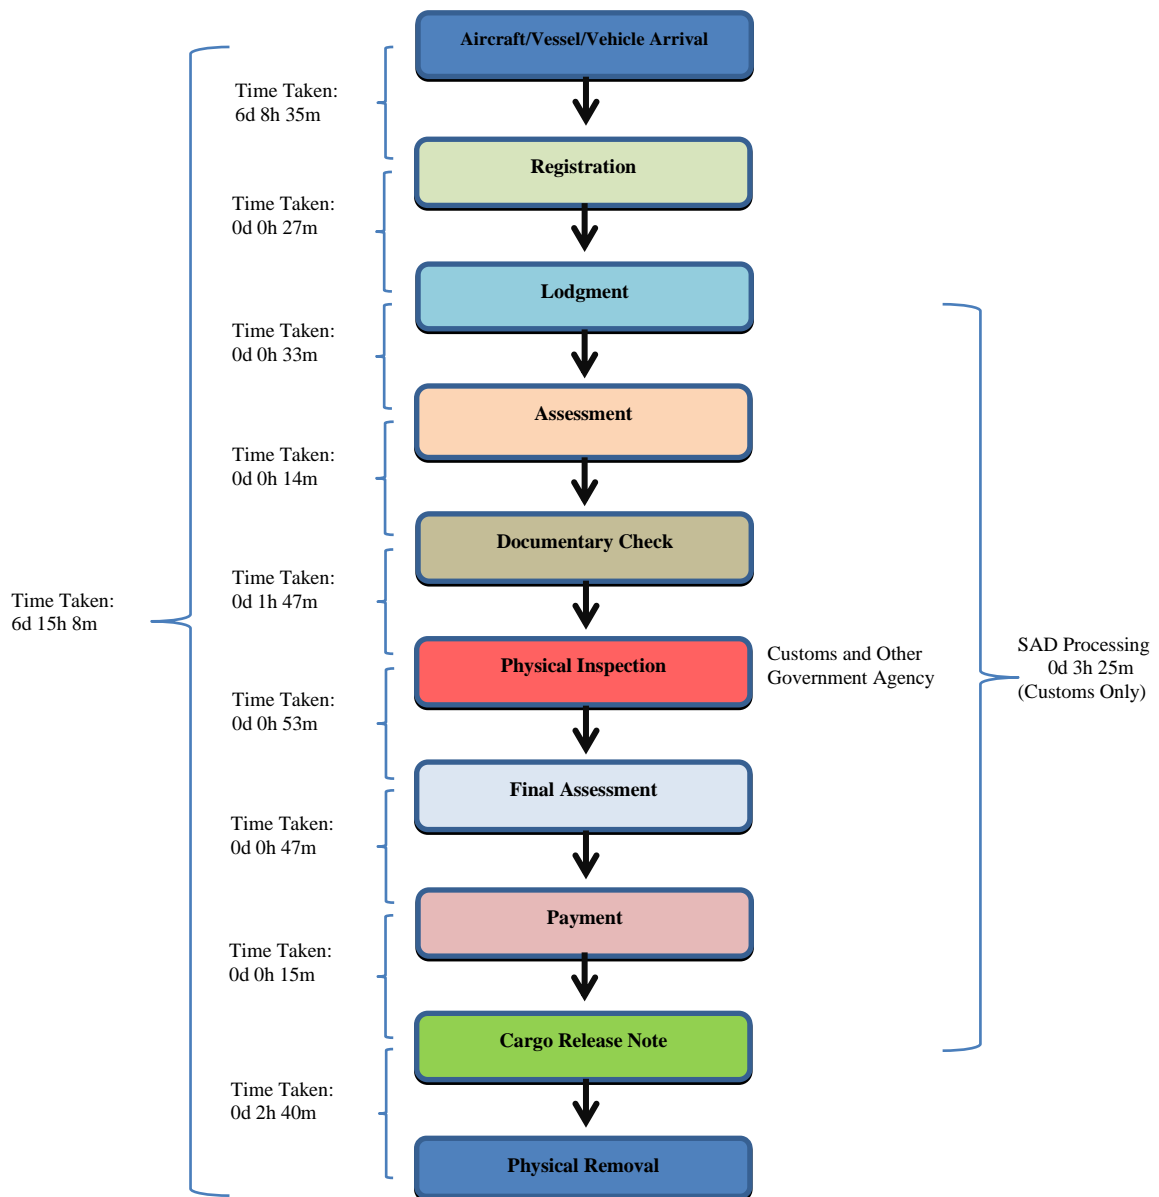 Aircraft/Vessel/Vehicle Arrival
Time Taken:
6d 8h 35m
Registration
Time Taken:
0d 0h 27m
Lodgment
Time Taken:
0d 0h 33m
Assessment
Time Taken:
0d 0h 14m
Documentary Check
Time Taken:
0d 1h 47m
Time Taken:
6d 15h 8m
Physical Inspection
Customs and Other
Government Agency
SAD Processing
0d 3h 25m
(Customs Only)
Time Taken:
0d 0h 53m
Final Assessment
Time Taken:
0d 0h 47m
Payment
Time Taken:
0d 0h 15m
Cargo Release Note
Time Taken:
0d 2h 40m
Physical Removal